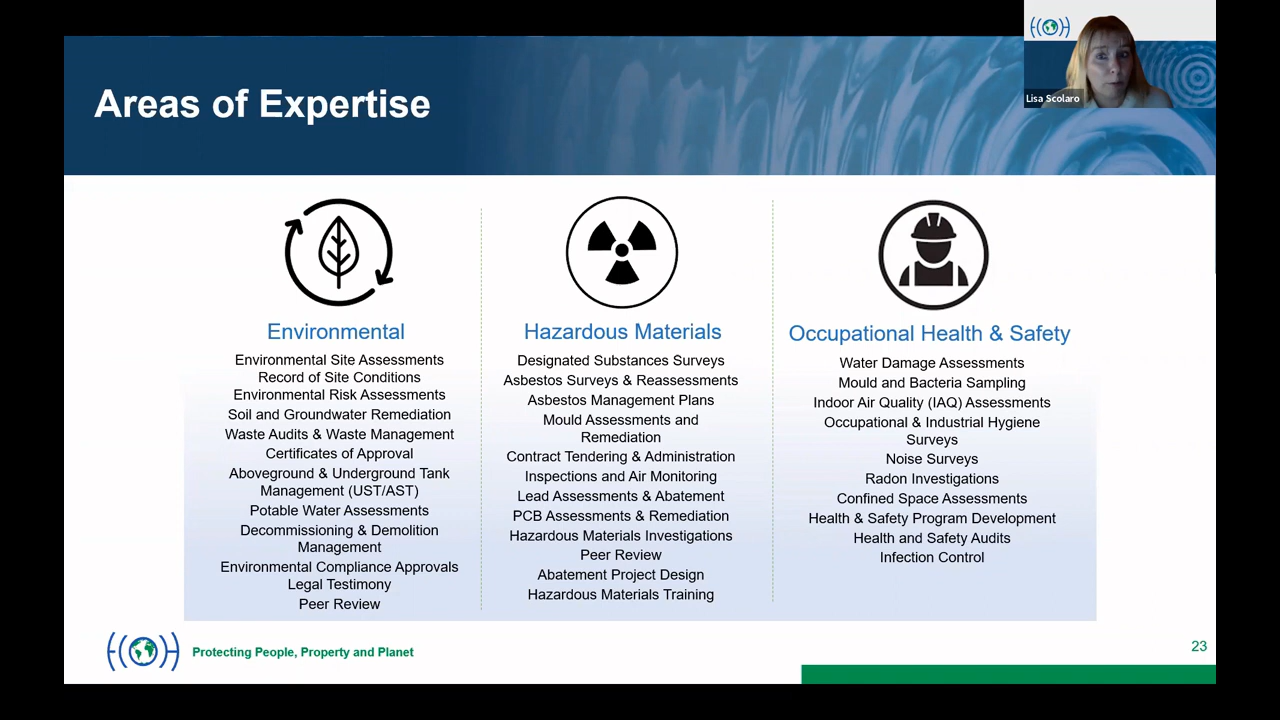 Areas of Expertise
Lisa Scolaro
Environmental
Environmental Site Assessments
Record of Site Conditions
Environmental Risk Assessments
Soil and Groundwater Remediation
Waste Audits & Waste Management
Certificates of Approval
Aboveground & Underground Tank
Management (UST/AST)
Potable Water Assessments
Decommissioning & Demolition
Management
Environmental Compliance Approvals
Legal Testimony
Peer Review
Hazardous Materials
Designated Substances Surveys
Asbestos Surveys & Reassessments
Asbestos Management Plans
Mould Assessments and
Remediation
Contract Tendering & Administration
Inspections and Air Monitoring
Lead Assessments & Abatement
PCB Assessments & Remediation
Hazardous Materials Investigations
Peer Review
Abatement Project Design
Hazardous Materials Training
Occupational Health & Safety
Water Damage Assessments
Mould and Bacteria Sampling
Indoor Air Quality (IAQ) Assessments
Occupational & Industrial Hygiene
Surveys
Noise Surveys
Radon Investigations
Confined Space Assessments
Health & Safety Program Development
Health and Safety Audits
Infection Control
Protecting People, Property and Planet
23